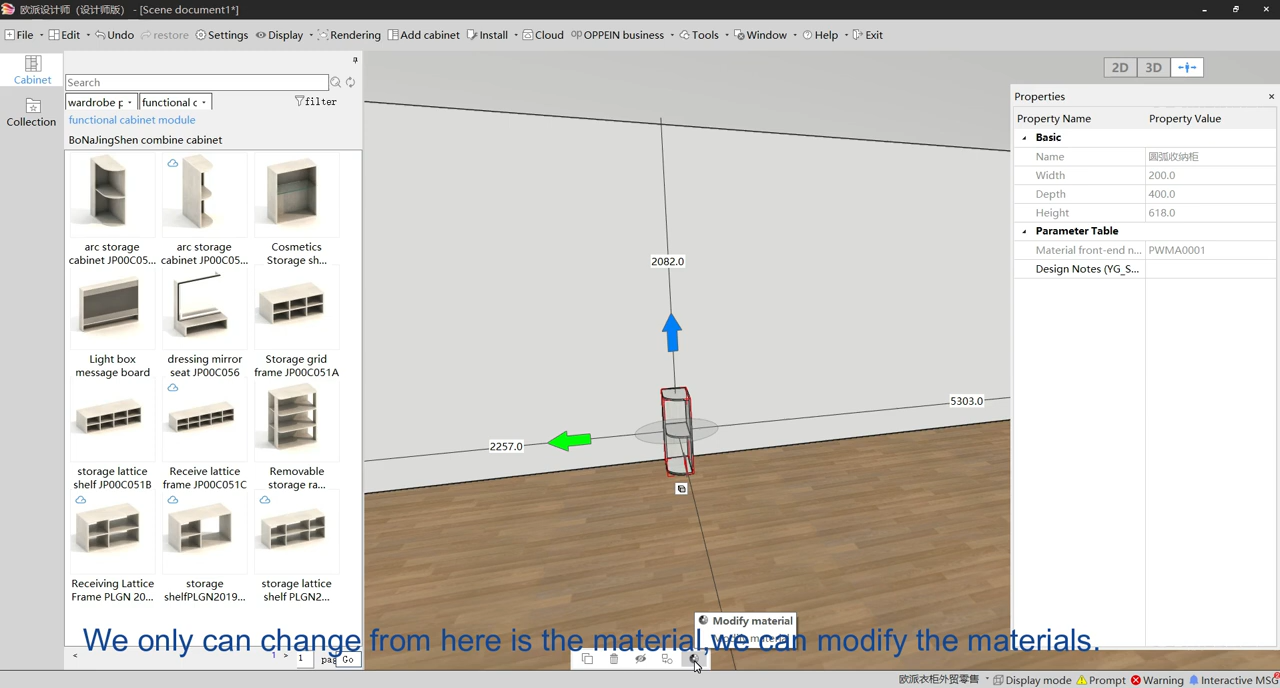 欧派设计师（设计师版） - [Scene document1*]
File Edit Undo restore Settings Display Rendering Add cabinet Install Cloud OPPEIN business Tools Window Help Exit
Cabinet
Collection
Search
wardrobe p functional c filter
functional cabinet module
BoNaJingShen combine cabinet
arc storage cabinet JP00C05...
arc storage cabinet JP00C05...
Cosmetics Storage sh...
Light box message board
dressing mirror seat JP00C056
Storage grid frame JP00C051A
storage lattice shelf JP00C051B
Receive lattice frame JP00C051C
Removable storage ra...
Receiving Lattice Frame PLGN 20...
storage shelfPLGN2019...
storage lattice shelf PLGN2...
< 1 > 1 pag Go
2D 3D
2082.0
5303.0
2257.0
Properties
Property Name Property Value
Basic
Name 圆弧收纳柜
Width 200.0
Depth 400.0
Height 618.0
Parameter Table
Material front-end n... PWMA0001
Design Notes (YG_S...
Modify material
We only can change from here is the material,we can modify the materials.
欧派衣柜外贸零售 Display mode Prompt Warning Interactive MSG